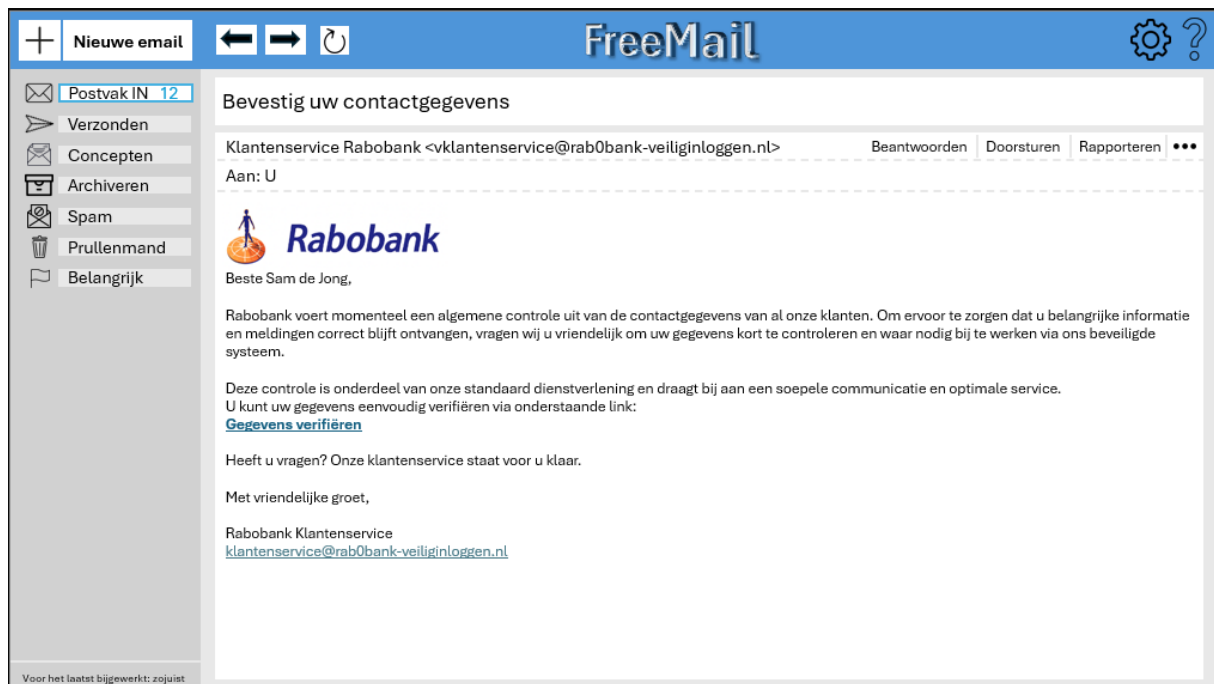 Nieuwe email
FreeMail
Postvak IN 12
Verzonden
Concepten
Archiveren
Spam
Prullenmand
Belangrijk
Voor het laatst bijgewerkt: zojuist
Bevestig uw contactgegevens
Klantenservice Rabobank <vklantenservice@rab0bank-veiliginloggen.nl> Beantwoorden Doorsturen Rapporteren •••
Aan: U
Rabobank
Beste Sam de Jong,
Rabobank voert momenteel een algemene controle uit van de contactgegevens van al onze klanten. Om ervoor te zorgen dat u belangrijke informatie
en meldingen correct blijft ontvangen, vragen wij u vriendelijk om uw gegevens kort te controleren en waar nodig bij te werken via ons beveiligde
systeem.
Deze controle is onderdeel van onze standaard dienstverlening en draagt bij aan een soepele communicatie en optimale service.
U kunt uw gegevens eenvoudig verifiëren via onderstaande link:
Gegevens verifiëren
Heeft u vragen? Onze klantenservice staat voor u klaar.
Met vriendelijke groet,
Rabobank Klantenservice
klantenservice@rab0bank-veiliginloggen.nl